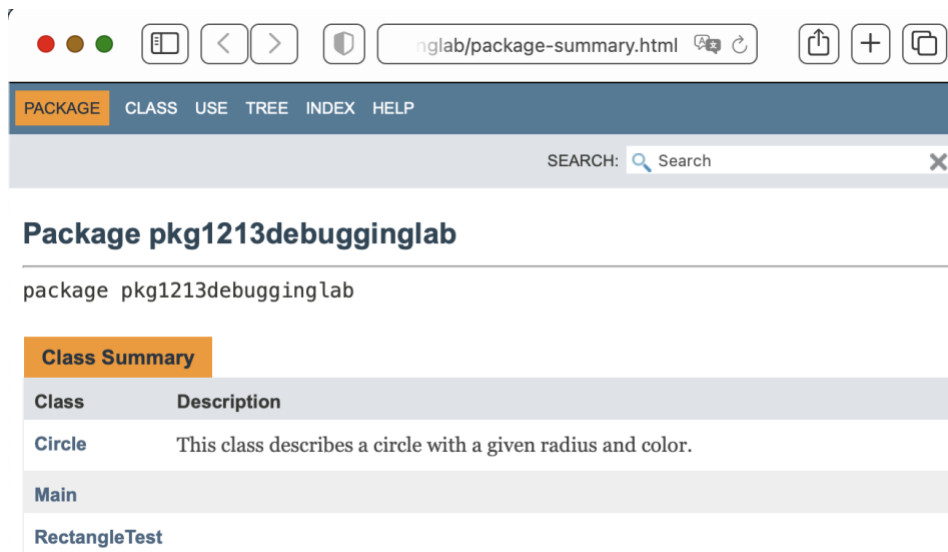 nglab/package-summary.html
PACKAGE CLASS USE TREE INDEX HELP
SEARCH: Search
Package pkg1213debugginglab
package pkg1213debugginglab
Class Summary
Class Description
Circle This class describes a circle with a given radius and color.
Main
RectangleTest